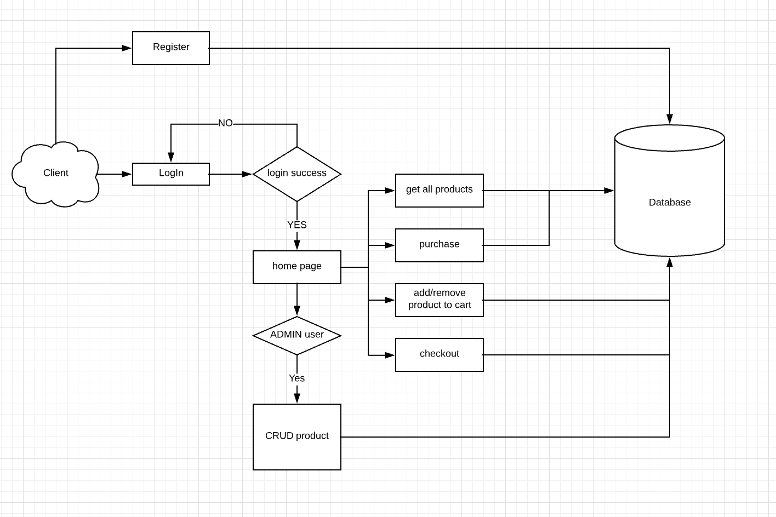 Register
NO
Client
LogIn
login success
get all products
Database
YES
purchase
home page
add/remove
product to cart
ADMIN user
checkout
Yes
CRUD product